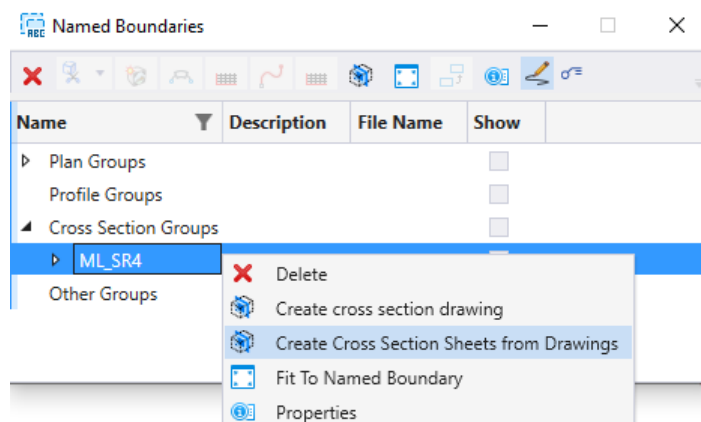 ABC Named Boundaries
Name Description File Name Show
Plan Groups
Profile Groups
Cross Section Groups
ML_SR4
Other Groups
Delete
Create cross section drawing
Create Cross Section Sheets from Drawings
Fit To Named Boundary
Properties